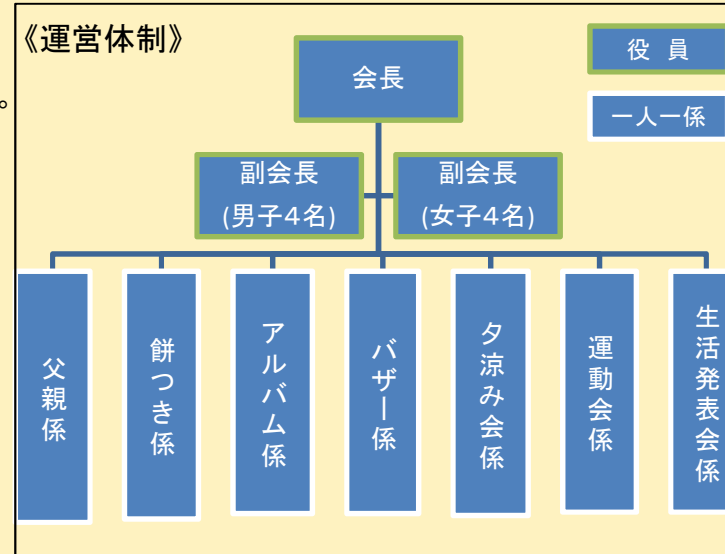 《運営体制》
。
会長
役 員
一人一係
副会長
(男子4名)
副会長
(女子4名)
父親係
餅つき係
アルバム係
バザー係
夕涼み会係
運動会係
生活発表会係